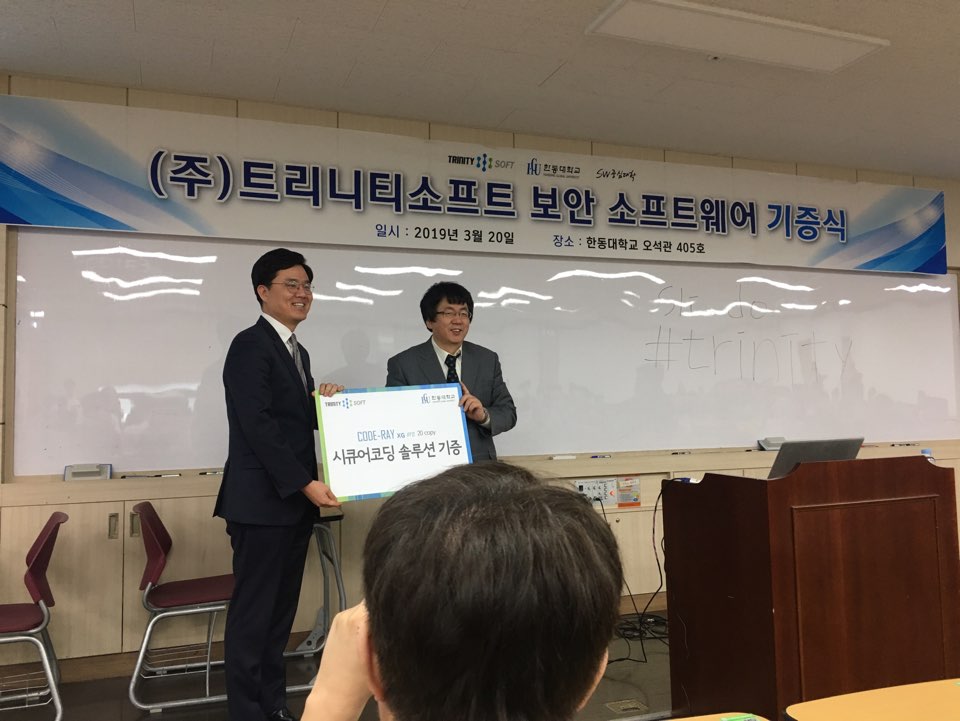 TRINITY SOFT 한동대학교 SW중심대학
(주)트리니티소프트 보안 소프트웨어 기증식
일시 : 2019년 3월 20일 장소 : 한동대학교 오석관 405호
#trinity
TRINITY SOFT 한동대학교
CODE-RAY XG 20 copy
시큐어코딩 솔루션 기증